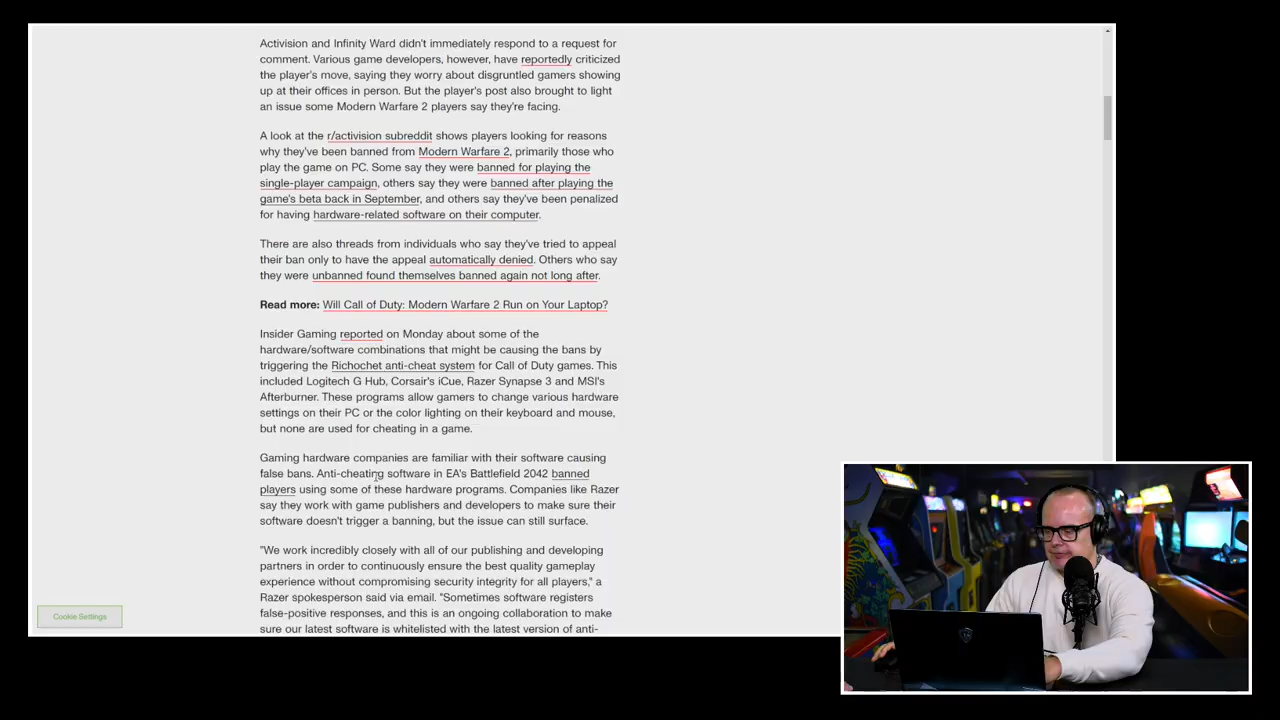 Activision and Infinity Ward didn't immediately respond to a request for
comment. Various game developers, however, have reportedly criticized
the player's move, saying they worry about disgruntled gamers showing
up at their offices in person. But the player's post also brought to light
an issue some Modern Warfare 2 players say they're facing.
A look at the r/activision subreddit shows players looking for reasons
why they've been banned from Modern Warfare 2, primarily those who
play the game on PC. Some say they were banned for playing the
single-player campaign, others say they were banned after playing the
game's beta back in September, and others say they've been penalized
for having hardware-related software on their computer.
There are also threads from individuals who say they've tried to appeal
their ban only to have the appeal automatically denied. Others who say
they were unbanned found themselves banned again not long after.
Read more: Will Call of Duty: Modern Warfare 2 Run on Your Laptop?
Insider Gaming reported on Monday about some of the
hardware/software combinations that might be causing the bans by
triggering the Richochet anti-cheat system for Call of Duty games. This
included Logitech G Hub, Corsair's iCue, Razer Synapse 3 and MSI's
Afterburner. These programs allow gamers to change various hardware
settings on their PC or the color lighting on their keyboard and mouse,
but none are used for cheating in a game.
Gaming hardware companies are familiar with their software causing
false bans. Anti-cheating software in EA's Battlefield 2042 banned
players using some of these hardware programs. Companies like Razer
say they work with game publishers and developers to make sure their
software doesn't trigger a banning, but the issue can still surface.
"We work incredibly closely with all of our publishing and developing
partners in order to continuously ensure the best quality gameplay
experience without compromising security integrity for all players," a
Razer spokesperson said via email. "Sometimes software registers
false-positive responses, and this is an ongoing collaboration to make
sure our latest software is whitelisted with the latest version of anti-
Cookie Settings